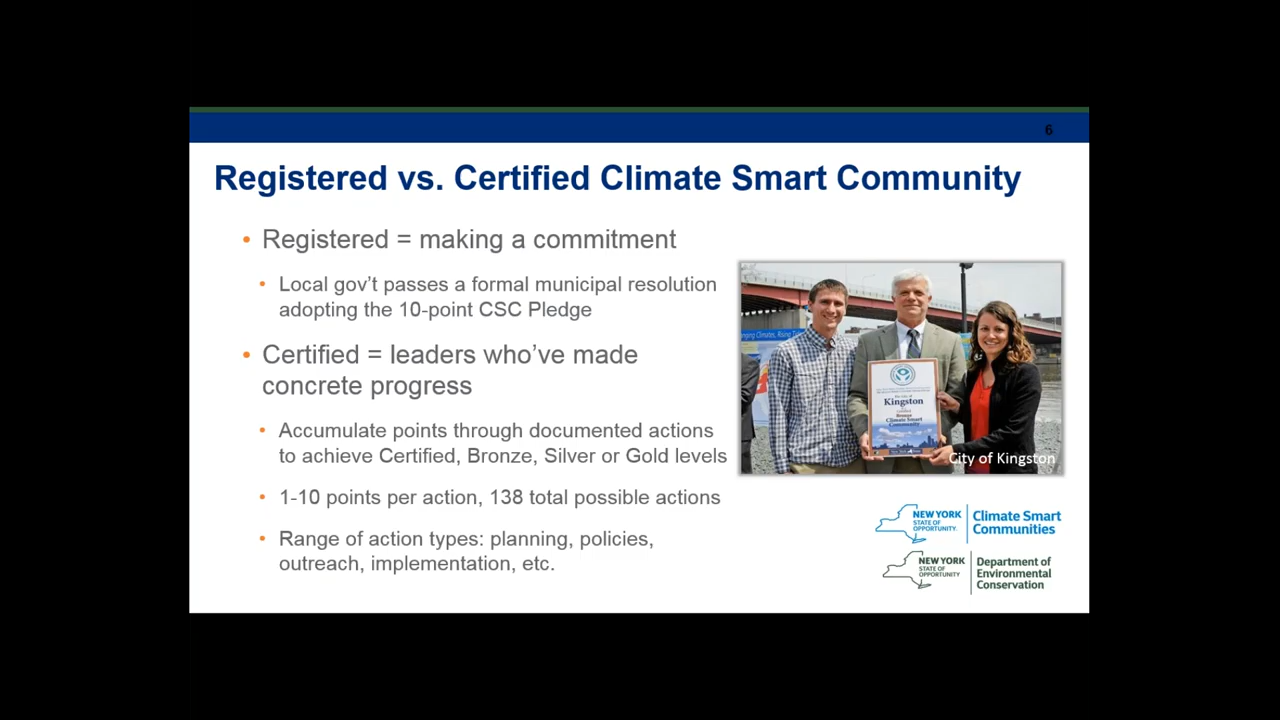 6
Registered vs. Certified Climate Smart Community
• Registered = making a commitment
• Local gov’t passes a formal municipal resolution
adopting the 10-point CSC Pledge
• Certified = leaders who’ve made
concrete progress
• Accumulate points through documented actions
to achieve Certified, Bronze, Silver or Gold levels
• 1-10 points per action, 138 total possible actions
• Range of action types: planning, policies,
outreach, implementation, etc.
Kingston
Bronze
Climate Smart
Community
City of Kingston
NEW YORK
STATE OF
OPPORTUNITY.
Climate Smart
Communities
NEW YORK
STATE OF
OPPORTUNITY
Department of
Environmental
Conservation